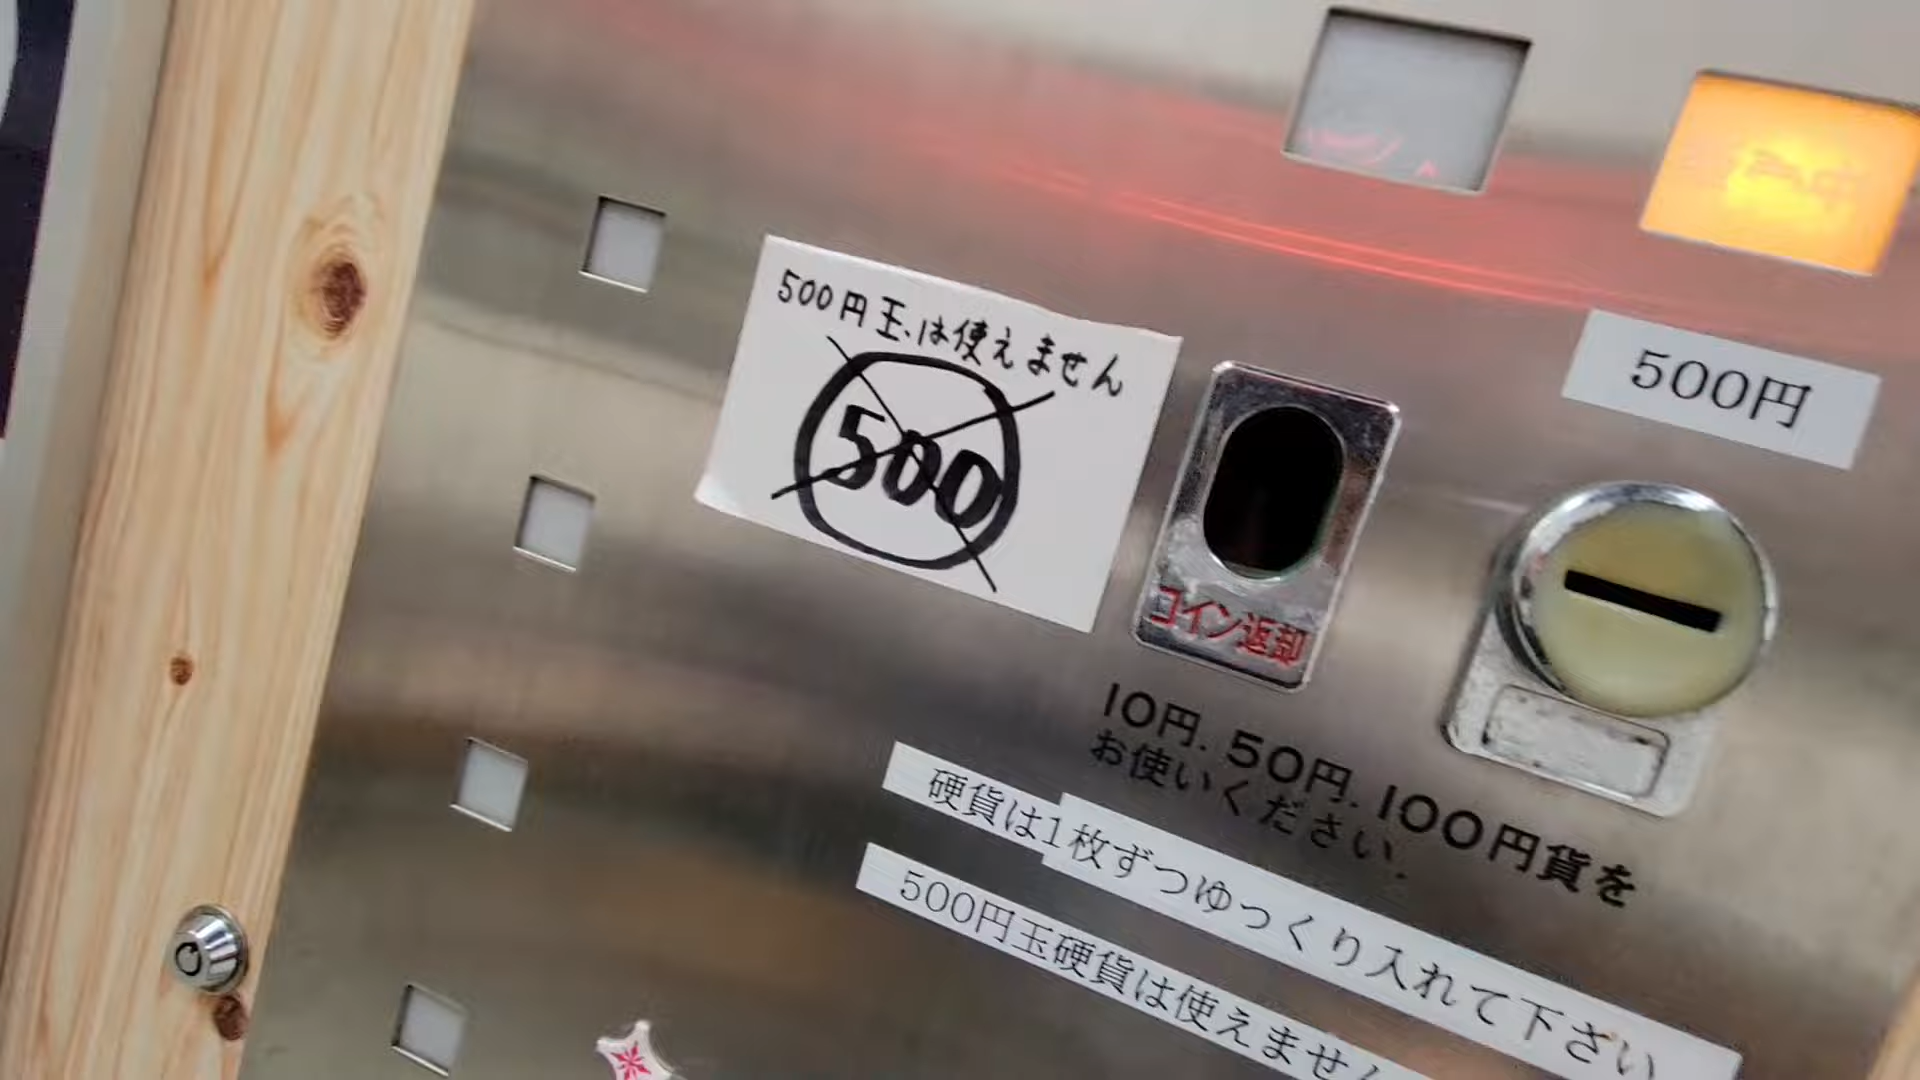 500円玉は使えません
500
500円
コイン返却
10円.50円.100円貨を
お使いください.
硬貨は1枚ずつゆっくり入れて下さい
500円玉硬貨は使えません